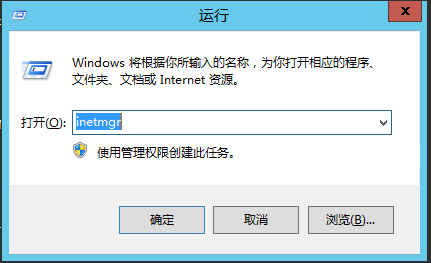 运行
Windows 将根据你所输入的名称，为你打开相应的程序、
文件夹、文档或 Internet 资源。
打开(O): inetmgr
使用管理权限创建此任务。
确定 取消 浏览(B)...